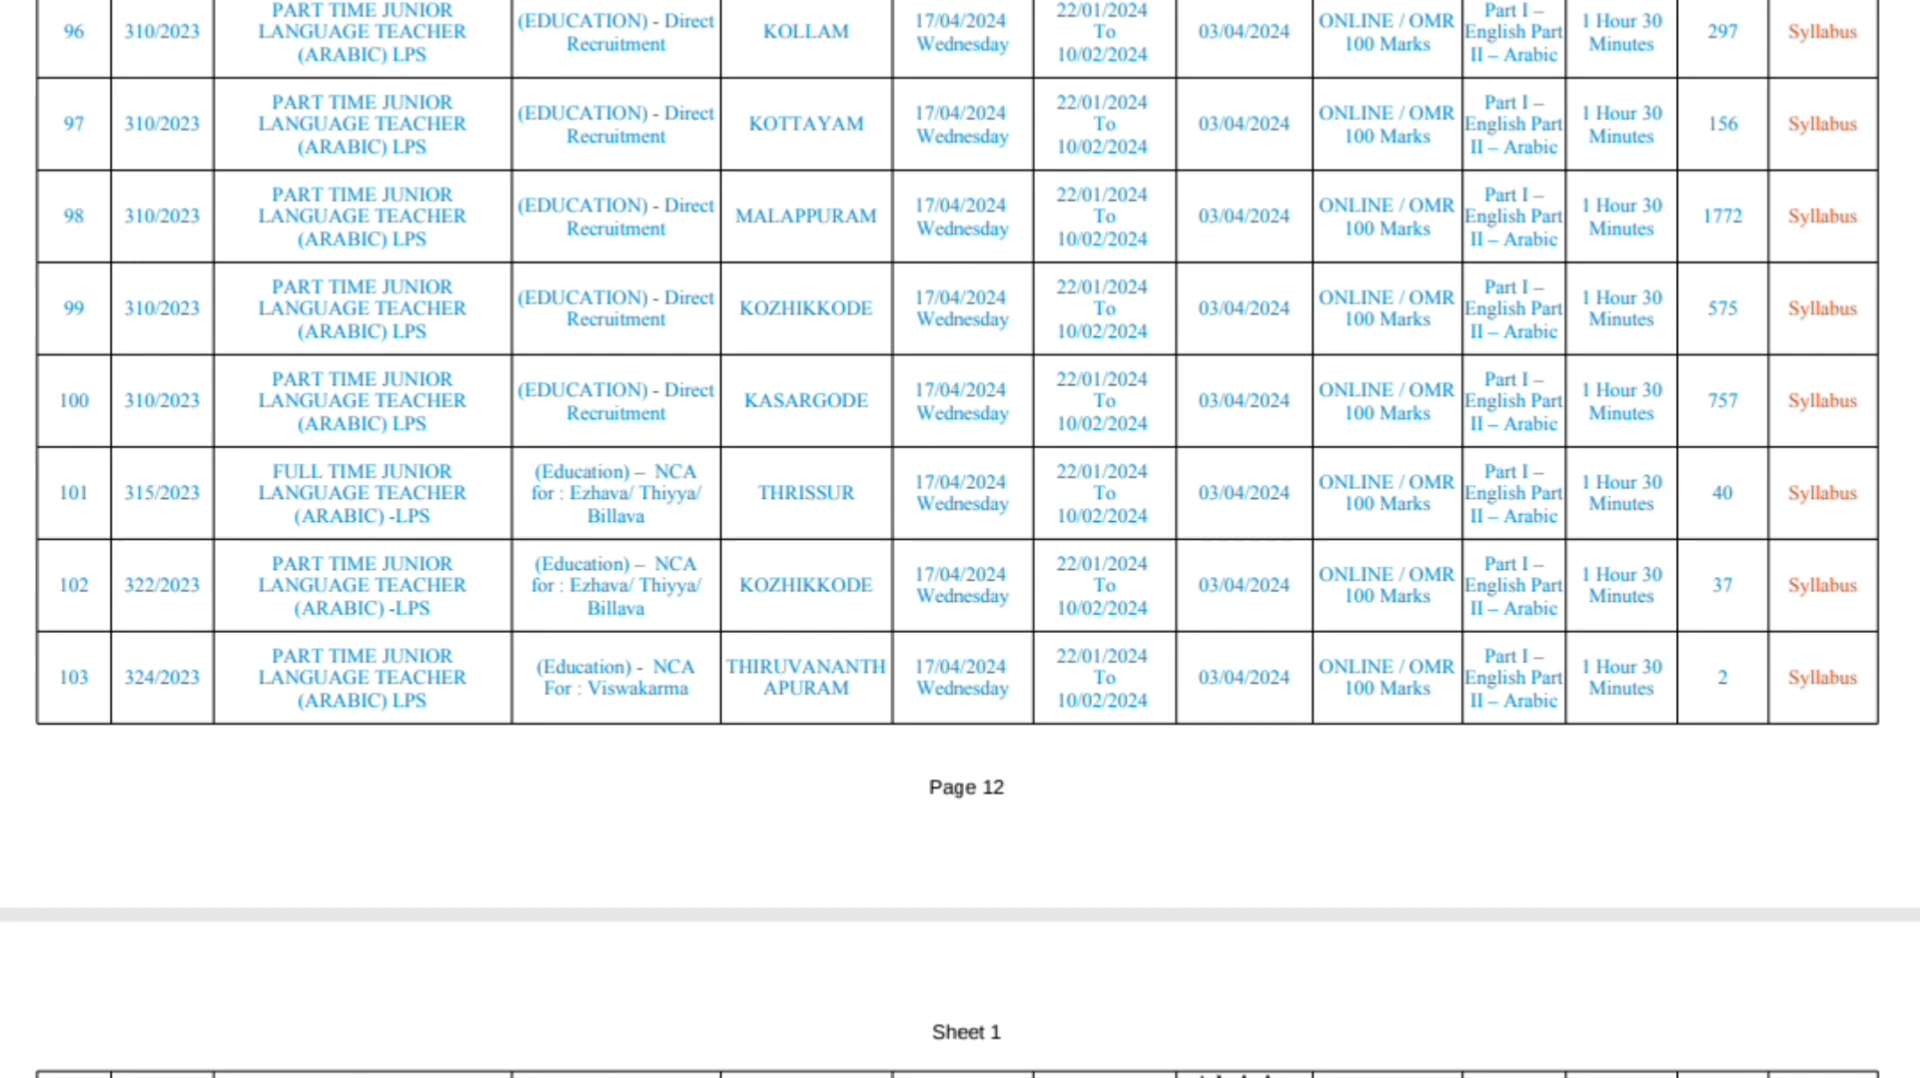 96 310/2023 PART TIME JUNIOR LANGUAGE TEACHER (ARABIC) LPS (EDUCATION) - Direct Recruitment KOLLAM 17/04/2024 Wednesday 22/01/2024 To 10/02/2024 03/04/2024 ONLINE / OMR 100 Marks Part I – English Part II – Arabic 1 Hour 30 Minutes 297 Syllabus
97 310/2023 PART TIME JUNIOR LANGUAGE TEACHER (ARABIC) LPS (EDUCATION) - Direct Recruitment KOTTAYAM 17/04/2024 Wednesday 22/01/2024 To 10/02/2024 03/04/2024 ONLINE / OMR 100 Marks Part I – English Part II – Arabic 1 Hour 30 Minutes 156 Syllabus
98 310/2023 PART TIME JUNIOR LANGUAGE TEACHER (ARABIC) LPS (EDUCATION) - Direct Recruitment MALAPPURAM 17/04/2024 Wednesday 22/01/2024 To 10/02/2024 03/04/2024 ONLINE / OMR 100 Marks Part I – English Part II – Arabic 1 Hour 30 Minutes 1772 Syllabus
99 310/2023 PART TIME JUNIOR LANGUAGE TEACHER (ARABIC) LPS (EDUCATION) - Direct Recruitment KOZHIKKODE 17/04/2024 Wednesday 22/01/2024 To 10/02/2024 03/04/2024 ONLINE / OMR 100 Marks Part I – English Part II – Arabic 1 Hour 30 Minutes 575 Syllabus
100 310/2023 PART TIME JUNIOR LANGUAGE TEACHER (ARABIC) LPS (EDUCATION) - Direct Recruitment KASARGODE 17/04/2024 Wednesday 22/01/2024 To 10/02/2024 03/04/2024 ONLINE / OMR 100 Marks Part I – English Part II – Arabic 1 Hour 30 Minutes 757 Syllabus
101 315/2023 FULL TIME JUNIOR LANGUAGE TEACHER (ARABIC) -LPS (Education) – NCA for : Ezhava/ Thiyya/ Billava THRISSUR 17/04/2024 Wednesday 22/01/2024 To 10/02/2024 03/04/2024 ONLINE / OMR 100 Marks Part I – English Part II – Arabic 1 Hour 30 Minutes 40 Syllabus
102 322/2023 PART TIME JUNIOR LANGUAGE TEACHER (ARABIC) -LPS (Education) – NCA for : Ezhava/ Thiyya/ Billava KOZHIKKODE 17/04/2024 Wednesday 22/01/2024 To 10/02/2024 03/04/2024 ONLINE / OMR 100 Marks Part I – English Part II – Arabic 1 Hour 30 Minutes 37 Syllabus
103 324/2023 PART TIME JUNIOR LANGUAGE TEACHER (ARABIC) LPS (Education) - NCA For : Viswakarma THIRUVANANTHAPURAM 17/04/2024 Wednesday 22/01/2024 To 10/02/2024 03/04/2024 ONLINE / OMR 100 Marks Part I – English Part II – Arabic 1 Hour 30 Minutes 2 Syllabus
Page 12
Sheet 1